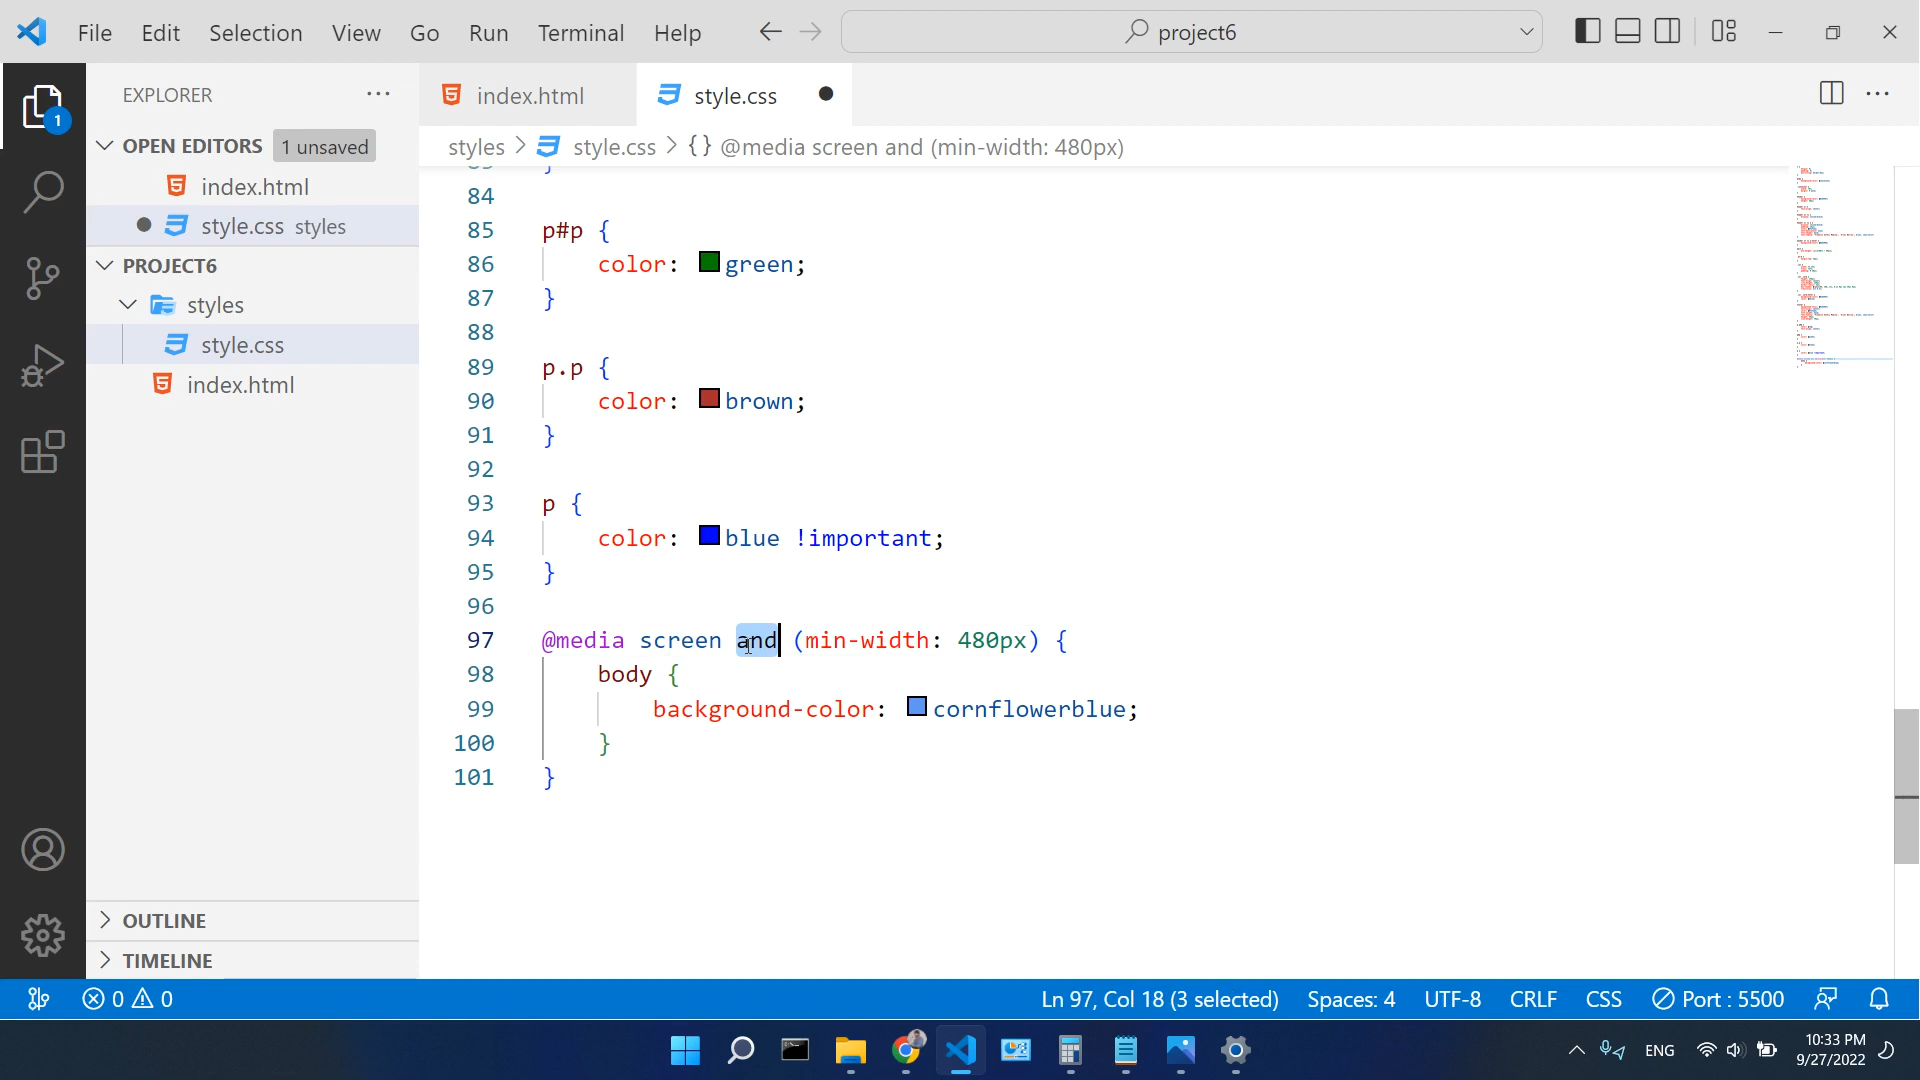 File Edit Selection View Go Run Terminal Help project6
EXPLORER
index.html
style.css
OPEN EDITORS 1 unsaved
styles > style.css > {} @media screen and (min-width: 480px)
index.html
style.css styles
PROJECT6
styles
style.css
index.html
OUTLINE
TIMELINE
1
84
85 p#p {
86 color: green;
87 }
88
89 p.p {
90 color: brown;
91 }
92
93 p {
94 color: blue !important;
95 }
96
97 @media screen and (min-width: 480px) {
98 body {
99 background-color: cornflowerblue;
100 }
101 }
0 0 Ln 97, Col 18 (3 selected) Spaces: 4 UTF-8 CRLF CSS Port : 5500
ENG
10:33 PM
9/27/2022